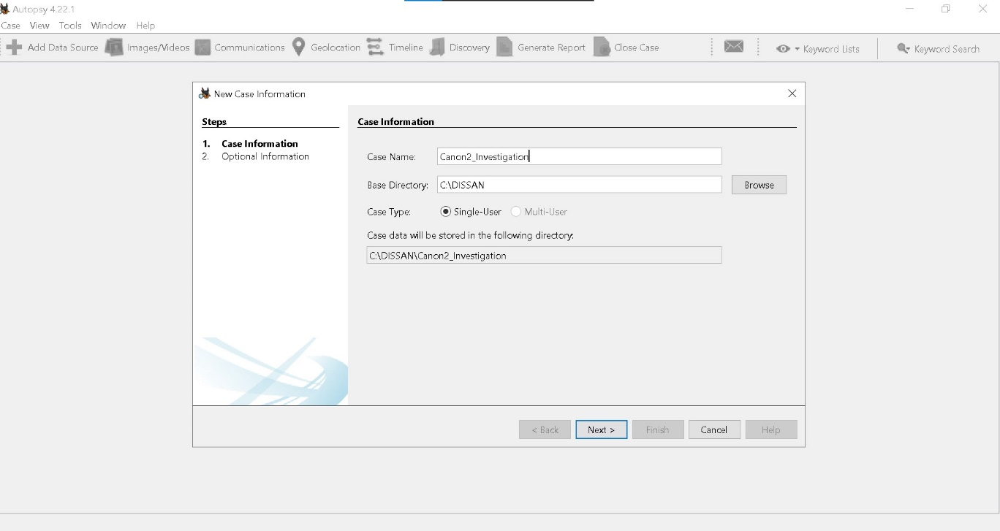 Autopsy 4.22.1
Case View Tools Window Help
Add Data Source Images/Videos Communications Geolocation Timeline Discovery Generate Report Close Case Keyword Lists Keyword Search
New Case Information
Steps
1. Case Information
2. Optional Information
Case Information
Case Name: Canon2_Investigation
Base Directory: C:\DISSAN Browse
Case Type: Single-User Multi-User
Case data will be stored in the following directory:
C:\DISSAN\Canon2_Investigation
< Back Next > Finish Cancel Help